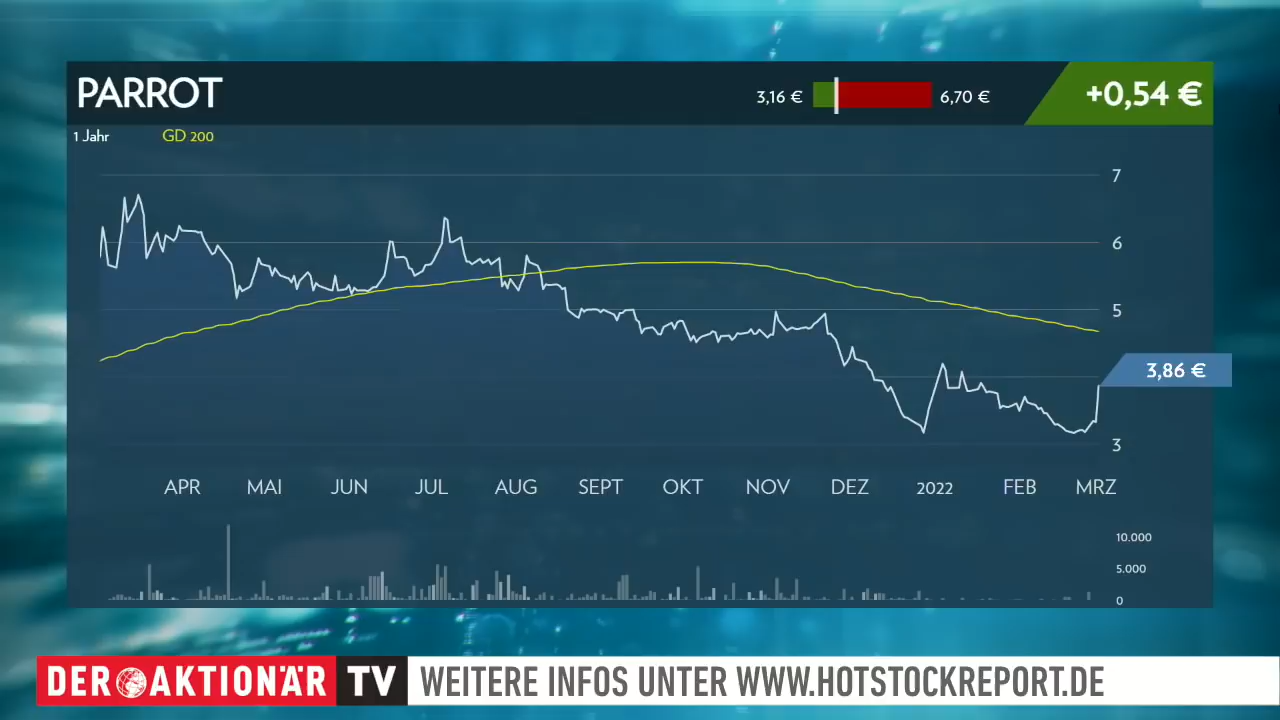 PARROT
3,16 € 6,70 € +0,54 €
1 Jahr GD 200
7
6
5
3,86 €
3
APR MAI JUN JUL AUG SEPT OKT NOV DEZ 2022 FEB MRZ
10.000
5.000
0
DER AKTIONÄR TV WEITERE INFOS UNTER WWW.HOTSTOCKREPORT.DE